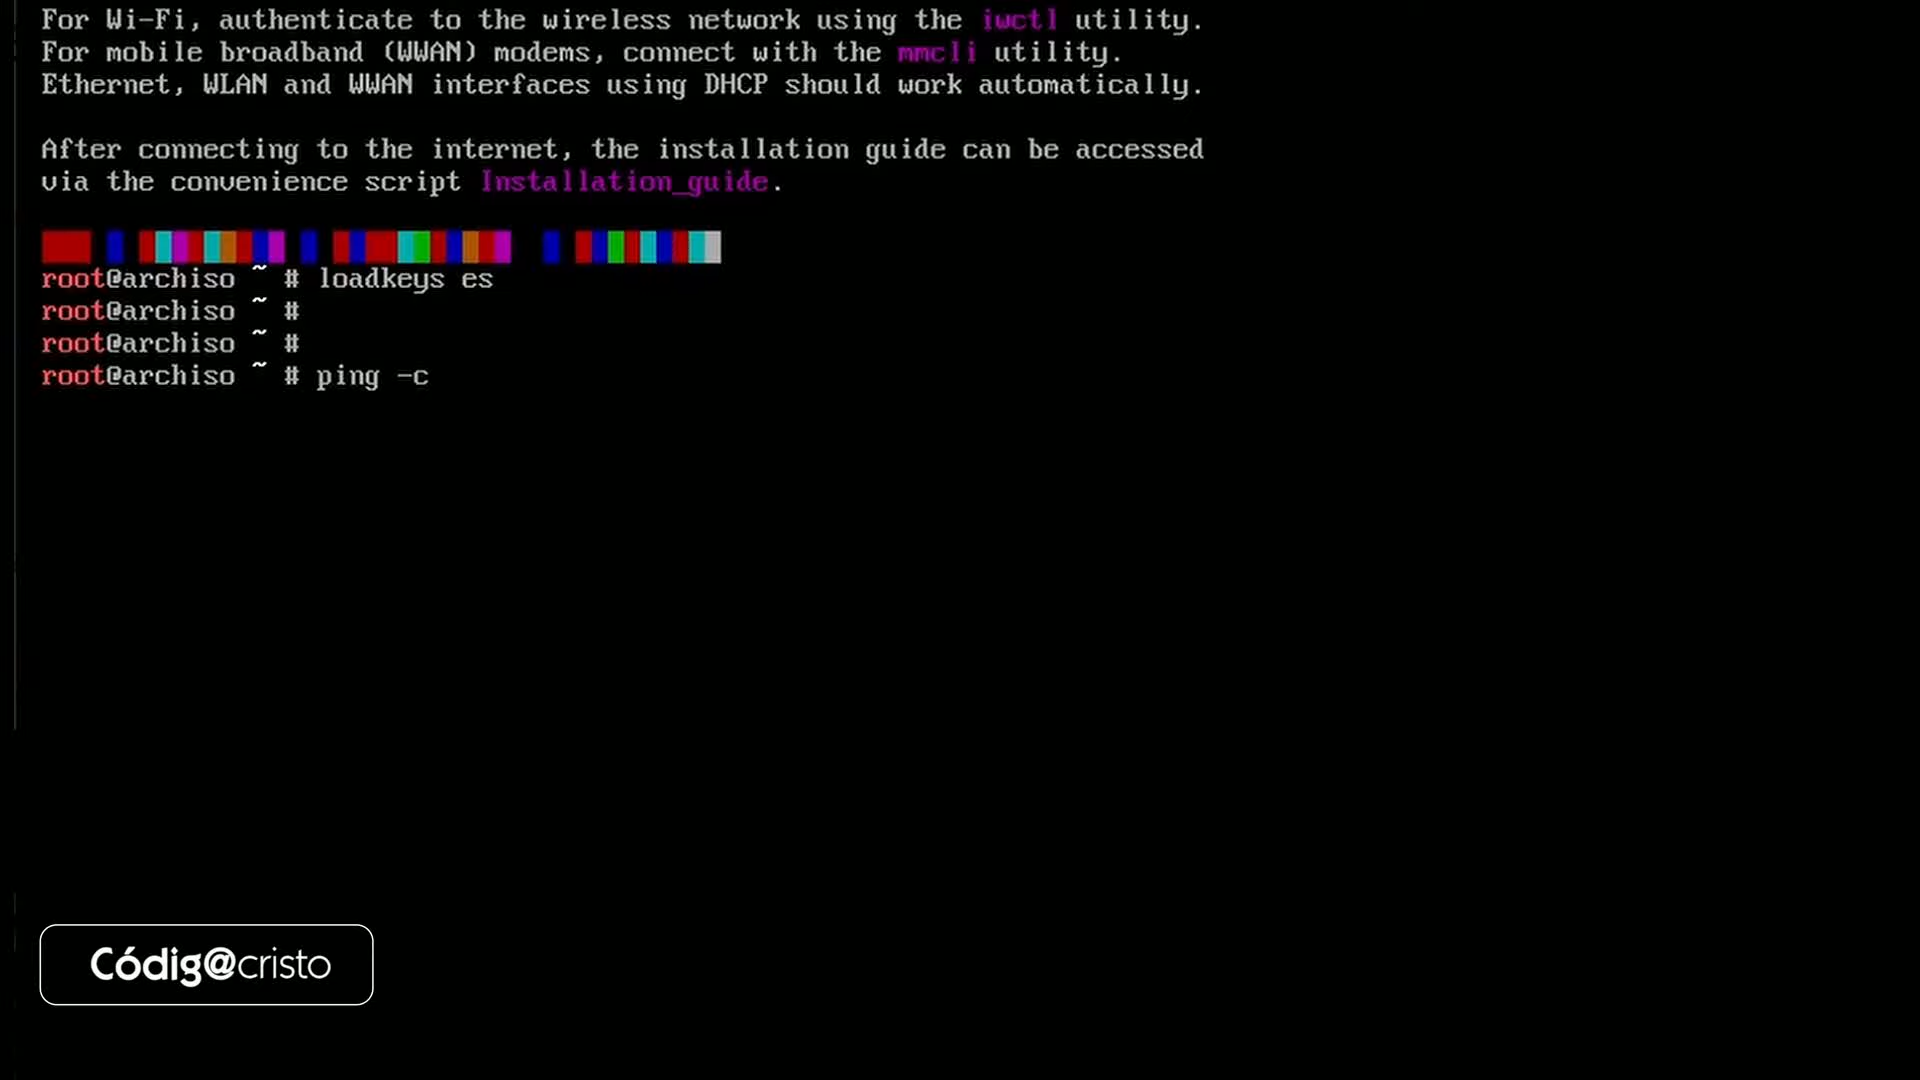 For Wi-Fi, authenticate to the wireless network using the iwctl utility.
For mobile broadband (WWAN) modems, connect with the mmcli utility.
Ethernet, WLAN and WWAN interfaces using DHCP should work automatically.
After connecting to the internet, the installation guide can be accessed
via the convenience script Installation_guide.
root@archiso ~ # loadkeys es
root@archiso ~ #
root@archiso ~ #
root@archiso ~ # ping -c
Códig@cristo